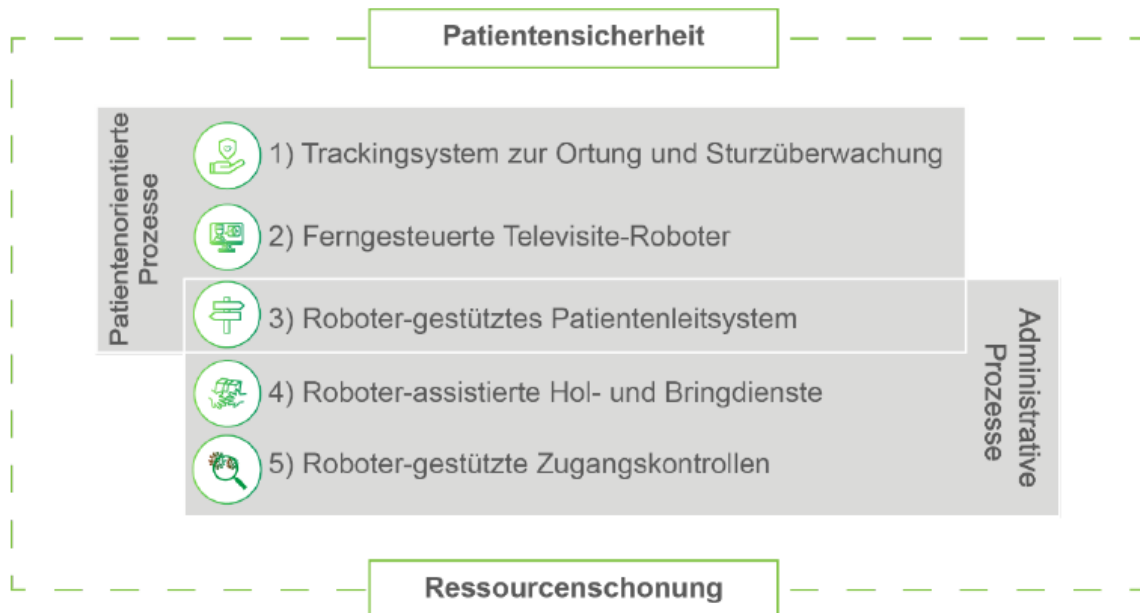 Patientensicherheit
Patientenorientierte
Prozesse
1) Trackingsystem zur Ortung und Sturzüberwachung
2) Ferngesteuerte Televisite-Roboter
3) Roboter-gestütztes Patientenleitsystem
4) Roboter-assistierte Hol- und Bringdienste
5) Roboter-gestützte Zugangskontrollen
Administrative
Prozesse
Ressourcenschonung